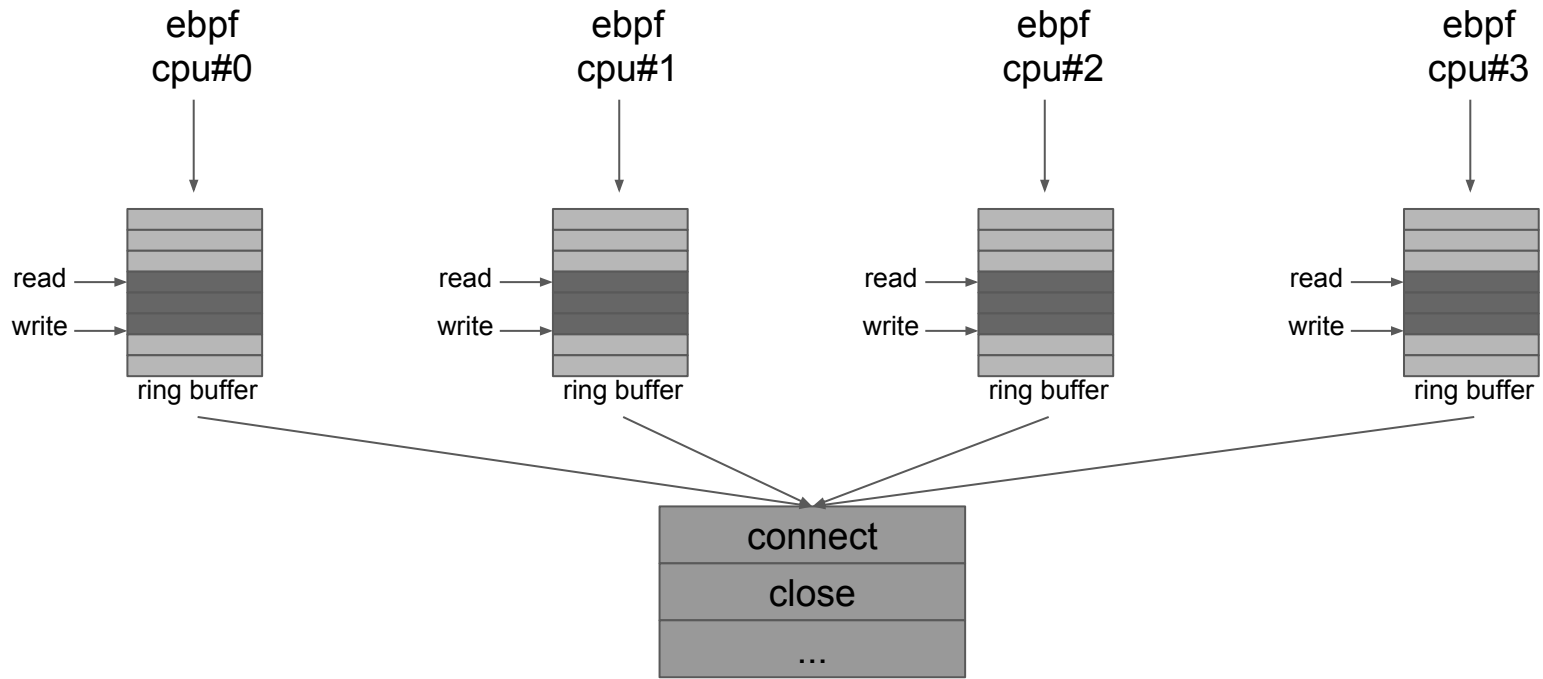 ebpf
cpu#0
ebpf
cpu#1
ebpf
cpu#2
ebpf
cpu#3
read
write
ring buffer
read
write
ring buffer
read
write
ring buffer
read
write
ring buffer
connect
close
...